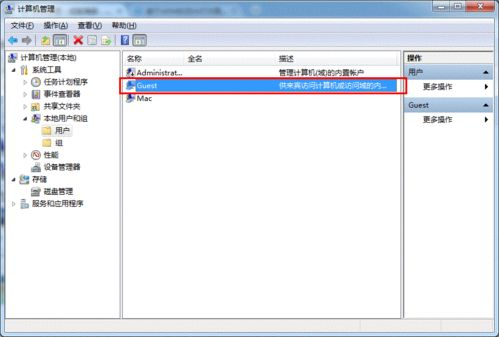 计算机管理
文件(F) 操作(A) 查看(V) 帮助(H)
计算机管理(本地)
系统工具
任务计划程序
事件查看器
共享文件夹
本地用户和组
用户
组
性能
设备管理器
存储
磁盘管理
服务和应用程序
名称 全名 描述
Administrat... 管理计算机(域)的内置帐户
Guest 供来宾访问计算机或访问域的内...
Mac
操作
用户
更多操作
Guest
更多操作